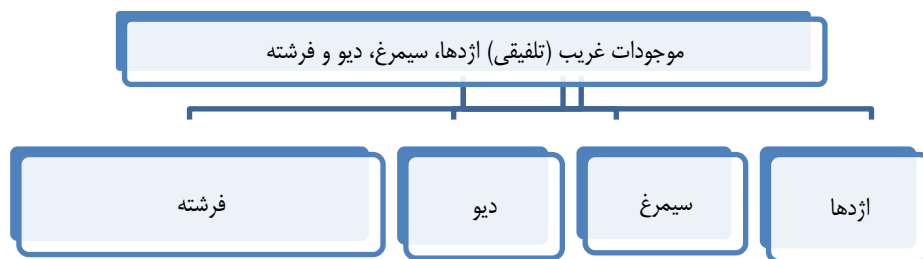 موجودات غریب (تلفیقی) اژدها، سیمرغ، دیو و فرشته
اژدها
سیمرغ
دیو
فرشته